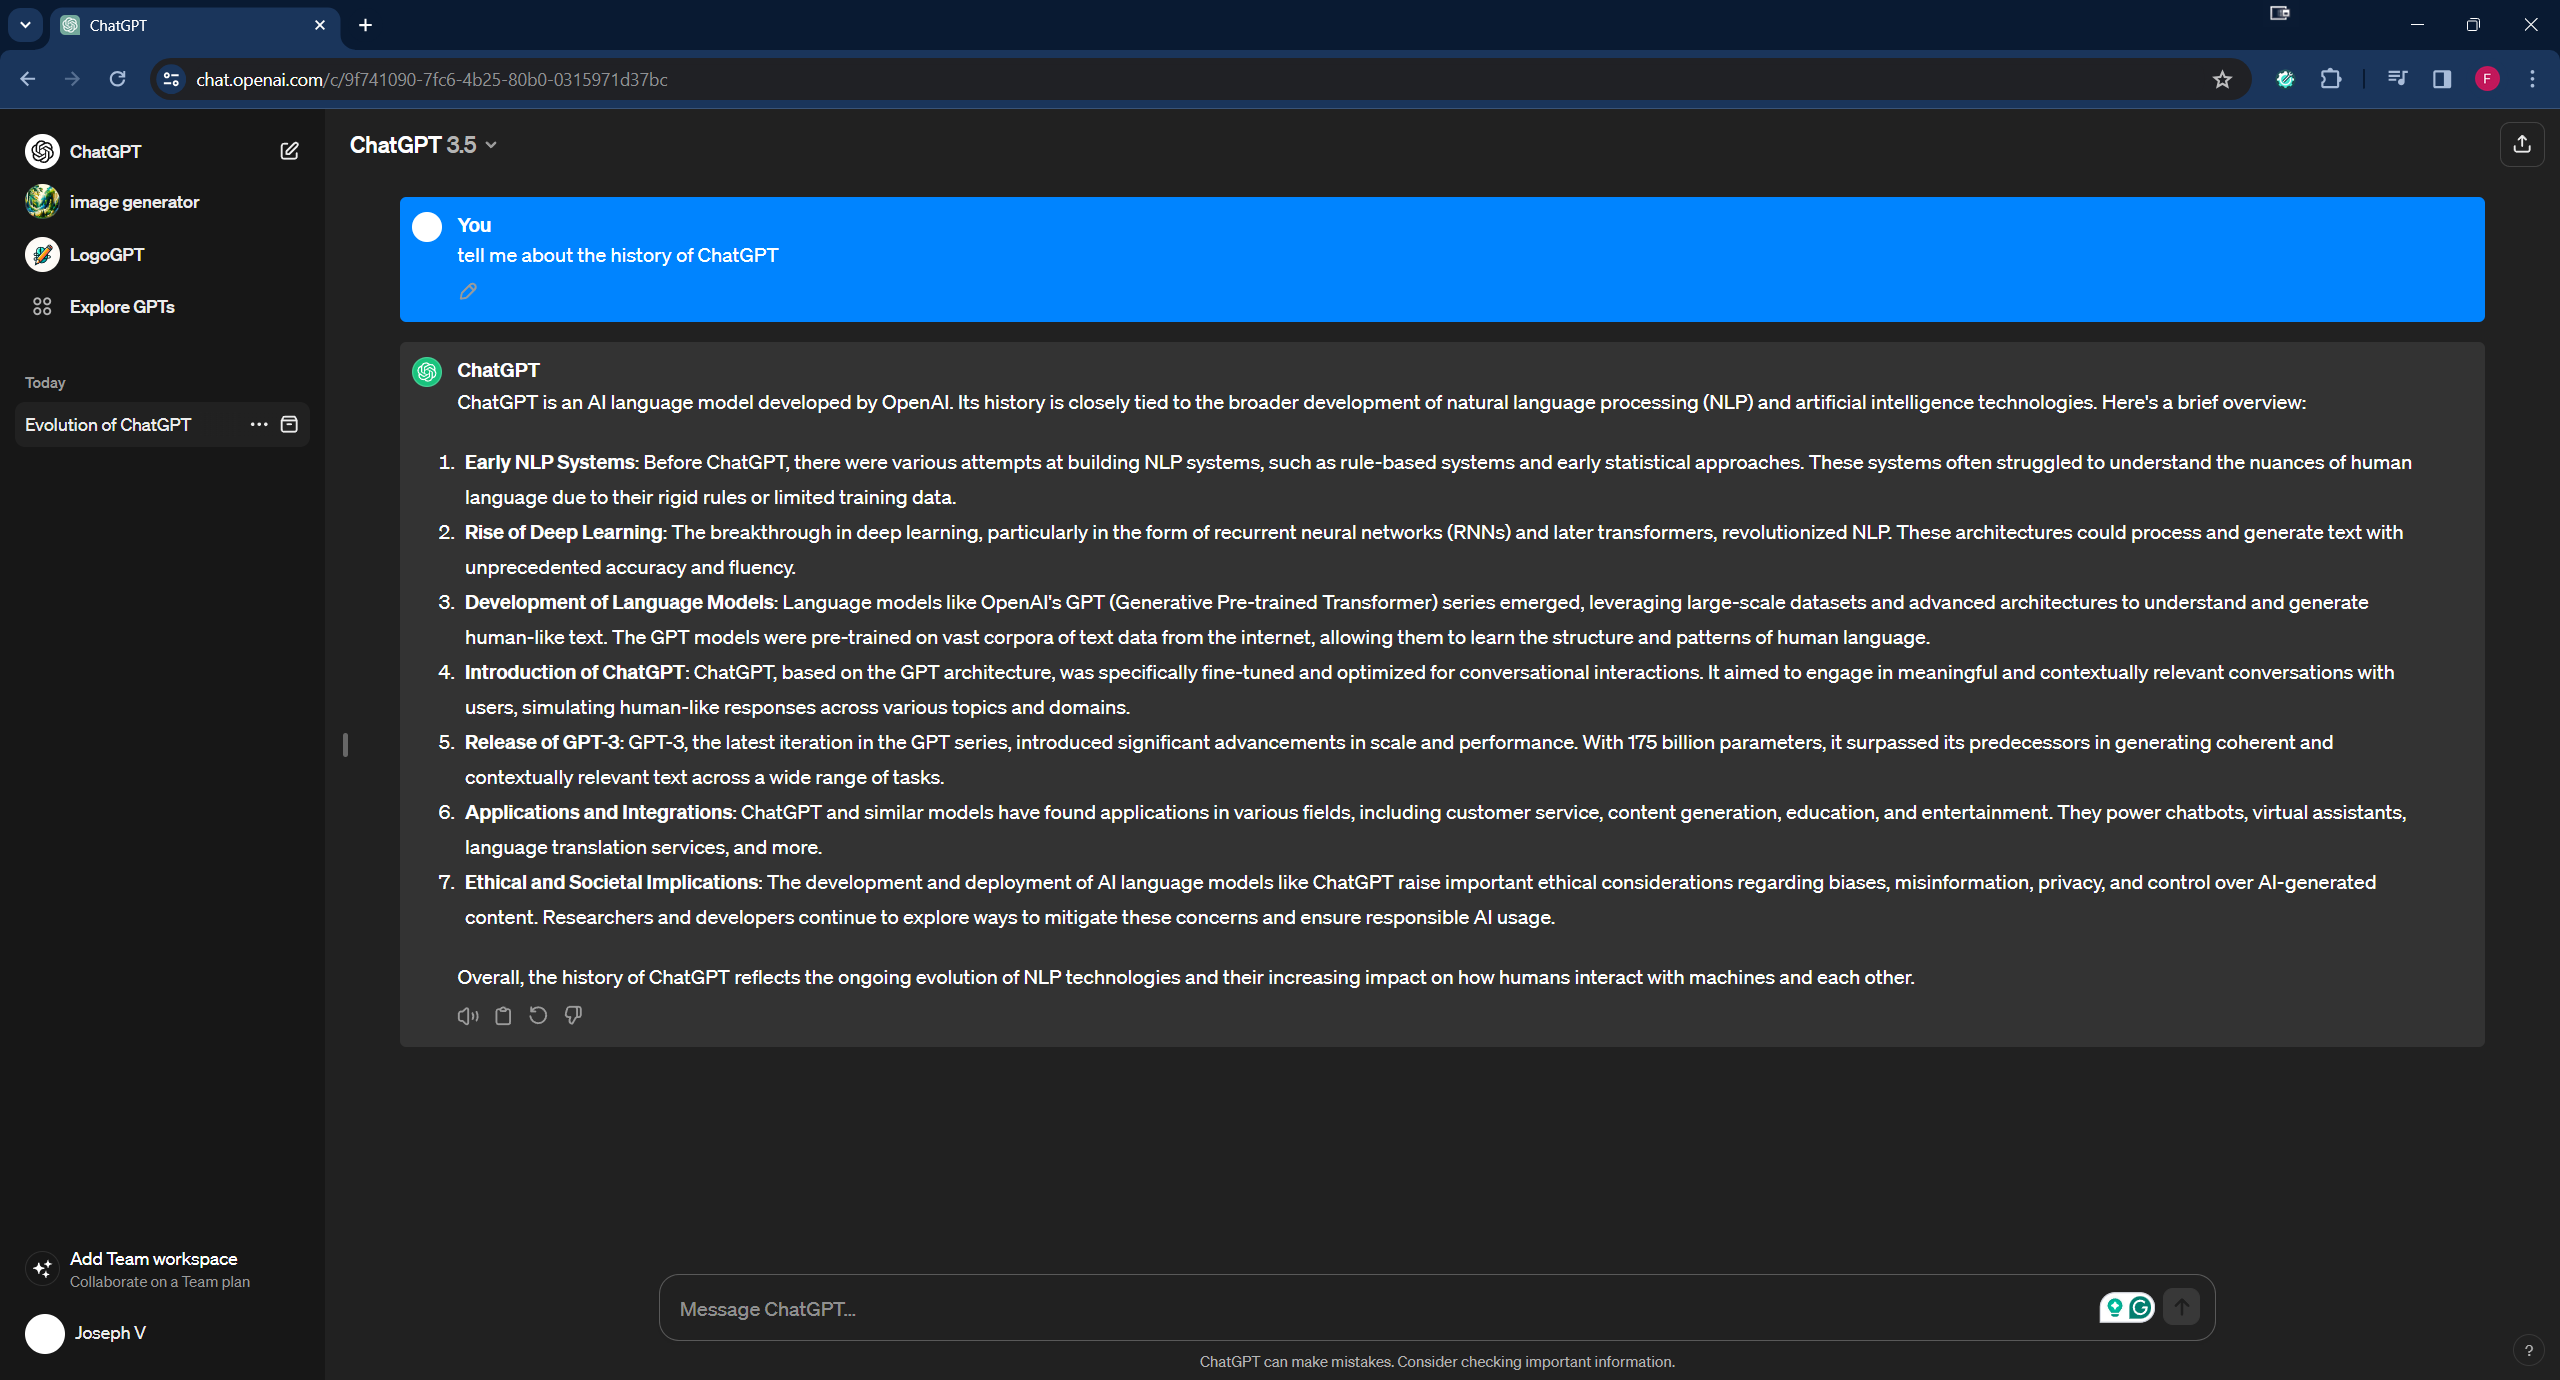 ChatGPT
chat.openai.com/c/9f741090-7fc6-4b25-80b0-0315971d37bc
F
ChatGPT
image generator
LogoGPT
Explore GPTs
Today
Evolution of ChatGPT
Add Team workspace
Collaborate on a Team plan
Joseph V
ChatGPT 3.5
You
tell me about the history of ChatGPT
ChatGPT
ChatGPT is an AI language model developed by OpenAI. Its history is closely tied to the broader development of natural language processing (NLP) and artificial intelligence technologies. Here's a brief overview:
1. Early NLP Systems: Before ChatGPT, there were various attempts at building NLP systems, such as rule-based systems and early statistical approaches. These systems often struggled to understand the nuances of human
language due to their rigid rules or limited training data.
2. Rise of Deep Learning: The breakthrough in deep learning, particularly in the form of recurrent neural networks (RNNs) and later transformers, revolutionized NLP. These architectures could process and generate text with
unprecedented accuracy and fluency.
3. Development of Language Models: Language models like OpenAI's GPT (Generative Pre-trained Transformer) series emerged, leveraging large-scale datasets and advanced architectures to understand and generate
human-like text. The GPT models were pre-trained on vast corpora of text data from the internet, allowing them to learn the structure and patterns of human language.
4. Introduction of ChatGPT: ChatGPT, based on the GPT architecture, was specifically fine-tuned and optimized for conversational interactions. It aimed to engage in meaningful and contextually relevant conversations with
users, simulating human-like responses across various topics and domains.
5. Release of GPT-3: GPT-3, the latest iteration in the GPT series, introduced significant advancements in scale and performance. With 175 billion parameters, it surpassed its predecessors in generating coherent and
contextually relevant text across a wide range of tasks.
6. Applications and Integrations: ChatGPT and similar models have found applications in various fields, including customer service, content generation, education, and entertainment. They power chatbots, virtual assistants,
language translation services, and more.
7. Ethical and Societal Implications: The development and deployment of AI language models like ChatGPT raise important ethical considerations regarding biases, misinformation, privacy, and control over AI-generated
content. Researchers and developers continue to explore ways to mitigate these concerns and ensure responsible AI usage.
Overall, the history of ChatGPT reflects the ongoing evolution of NLP technologies and their increasing impact on how humans interact with machines and each other.
Message ChatGPT...
ChatGPT can make mistakes. Consider checking important information.
?